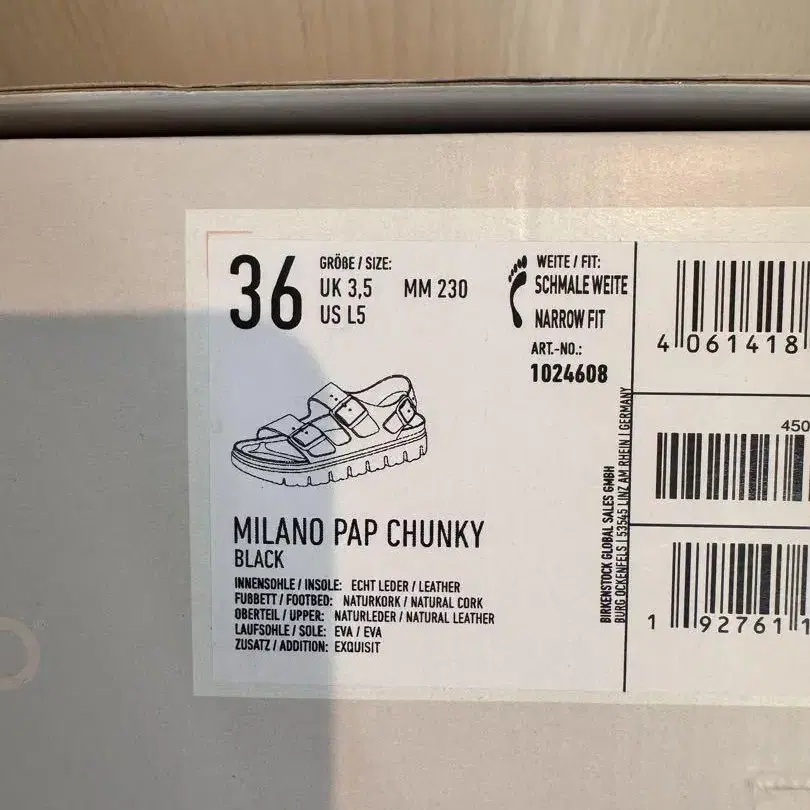 36
GRÖßE / SIZE:
UK 3,5 MM 230
US L5
WEITE / FIT:
SCHMALE WEITE
NARROW FIT
ART.-NO.:
1024608
MILANO PAP CHUNKY
BLACK
INNENSOHLE / INSOLE: ECHT LEDER / LEATHER
FUßBETT / FOOTBED: NATURKORK / NATURAL CORK
OBERTEIL / UPPER: NATURLEDER / NATURAL LEATHER
LAUFSOHLE / SOLE: EVA / EVA
ZUSATZ / ADDITION: EXQUISIT
BIRKENSTOCK GLOBAL SALES GMBH
BURG OCKENFELS | 53545 LINZ AM RHEIN | GERMANY
4 061418
450
1 92761 1